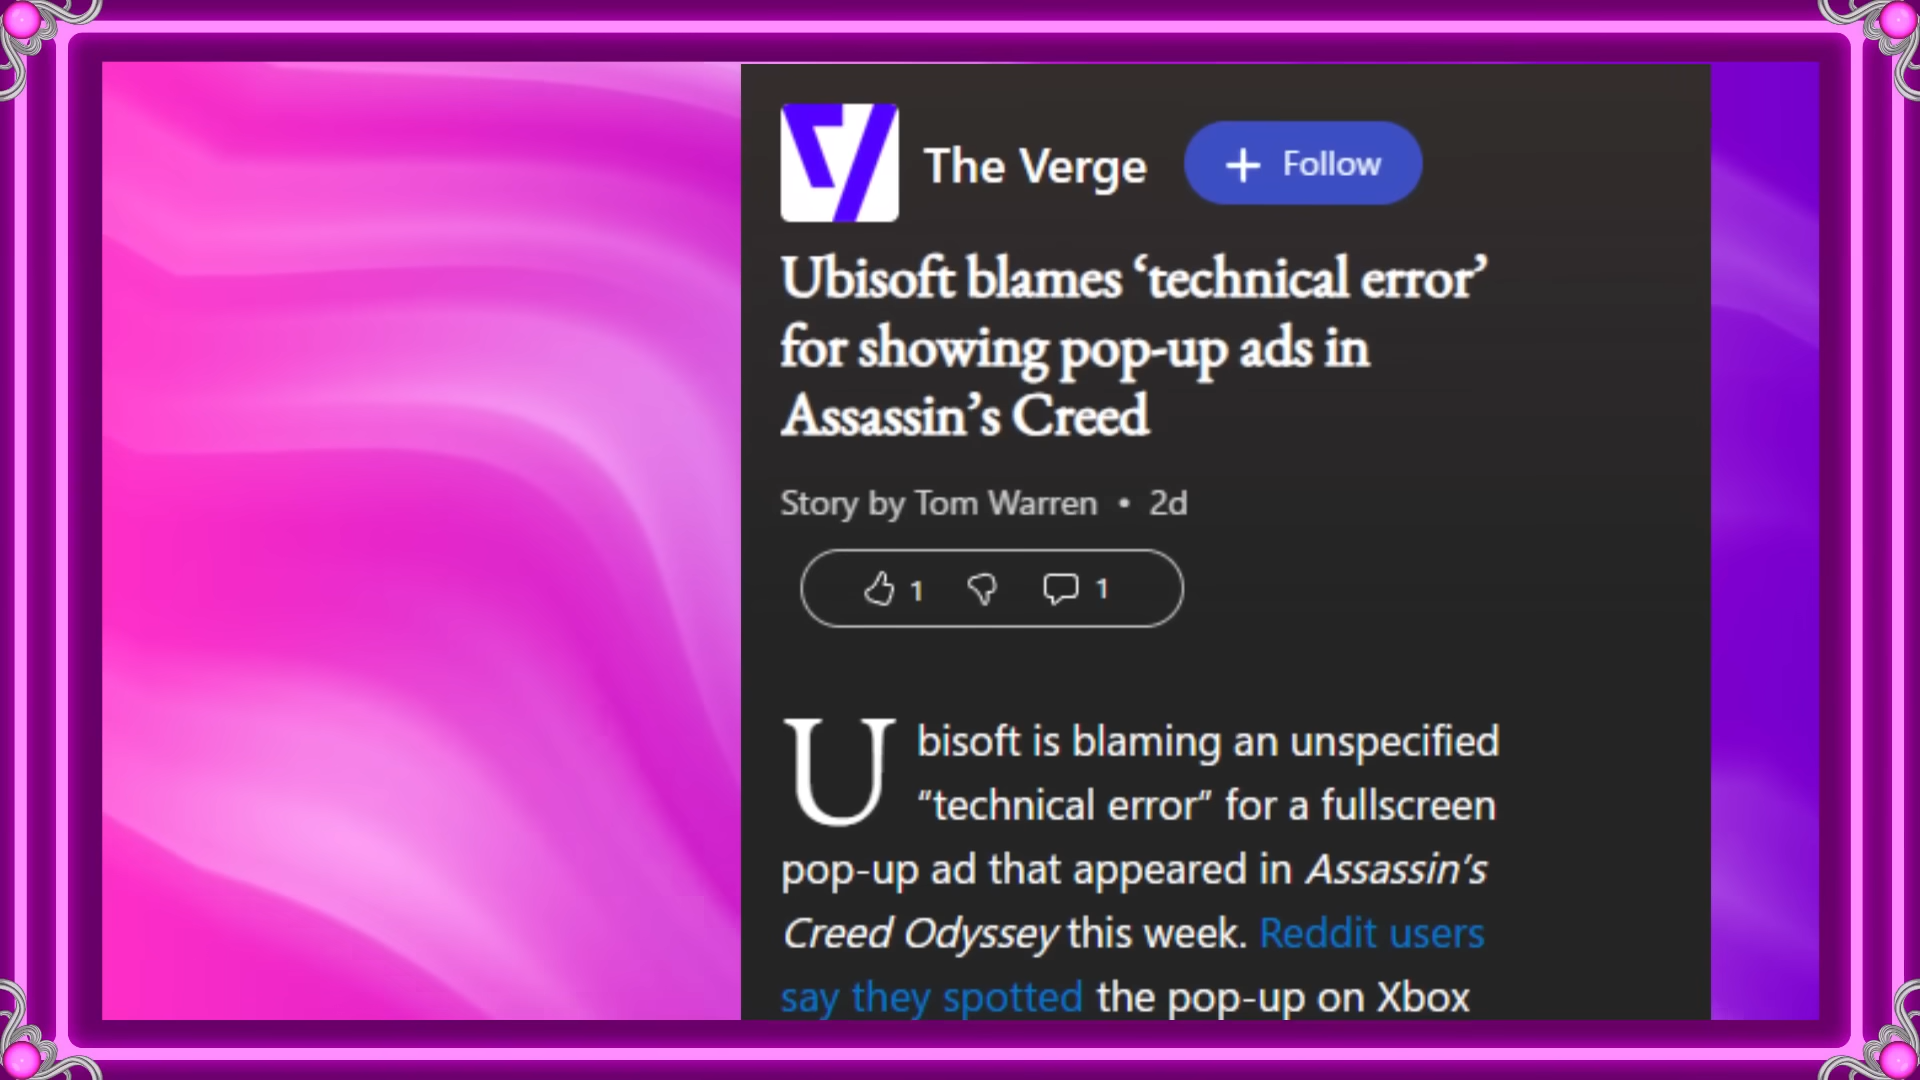 The Verge
+ Follow
Ubisoft blames ‘technical error’
for showing pop-up ads in
Assassin’s Creed
Story by Tom Warren • 2d
1 1
Ubisoft is blaming an unspecified
“technical error” for a fullscreen
pop-up ad that appeared in Assassin’s
Creed Odyssey this week. Reddit users
say they spotted the pop-up on Xbox